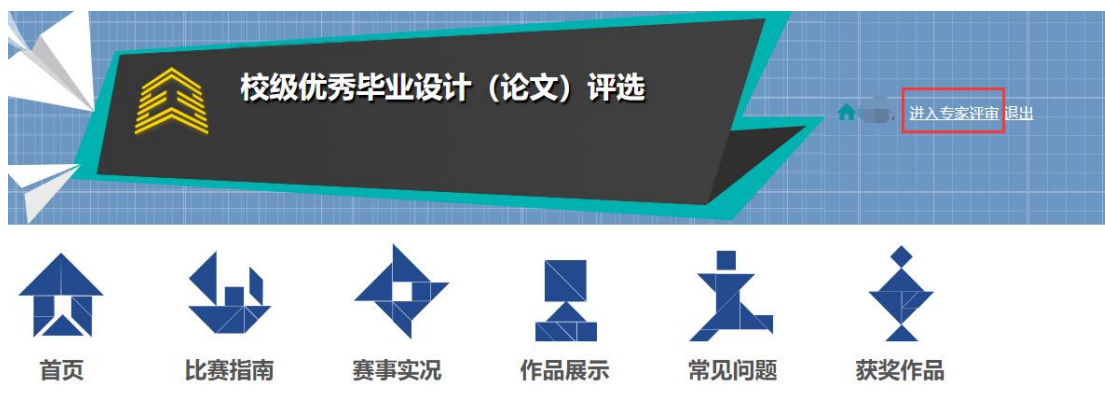 校级优秀毕业设计（论文）评选
，进入专家评审 退出
首页 比赛指南 赛事实况 作品展示 常见问题 获奖作品